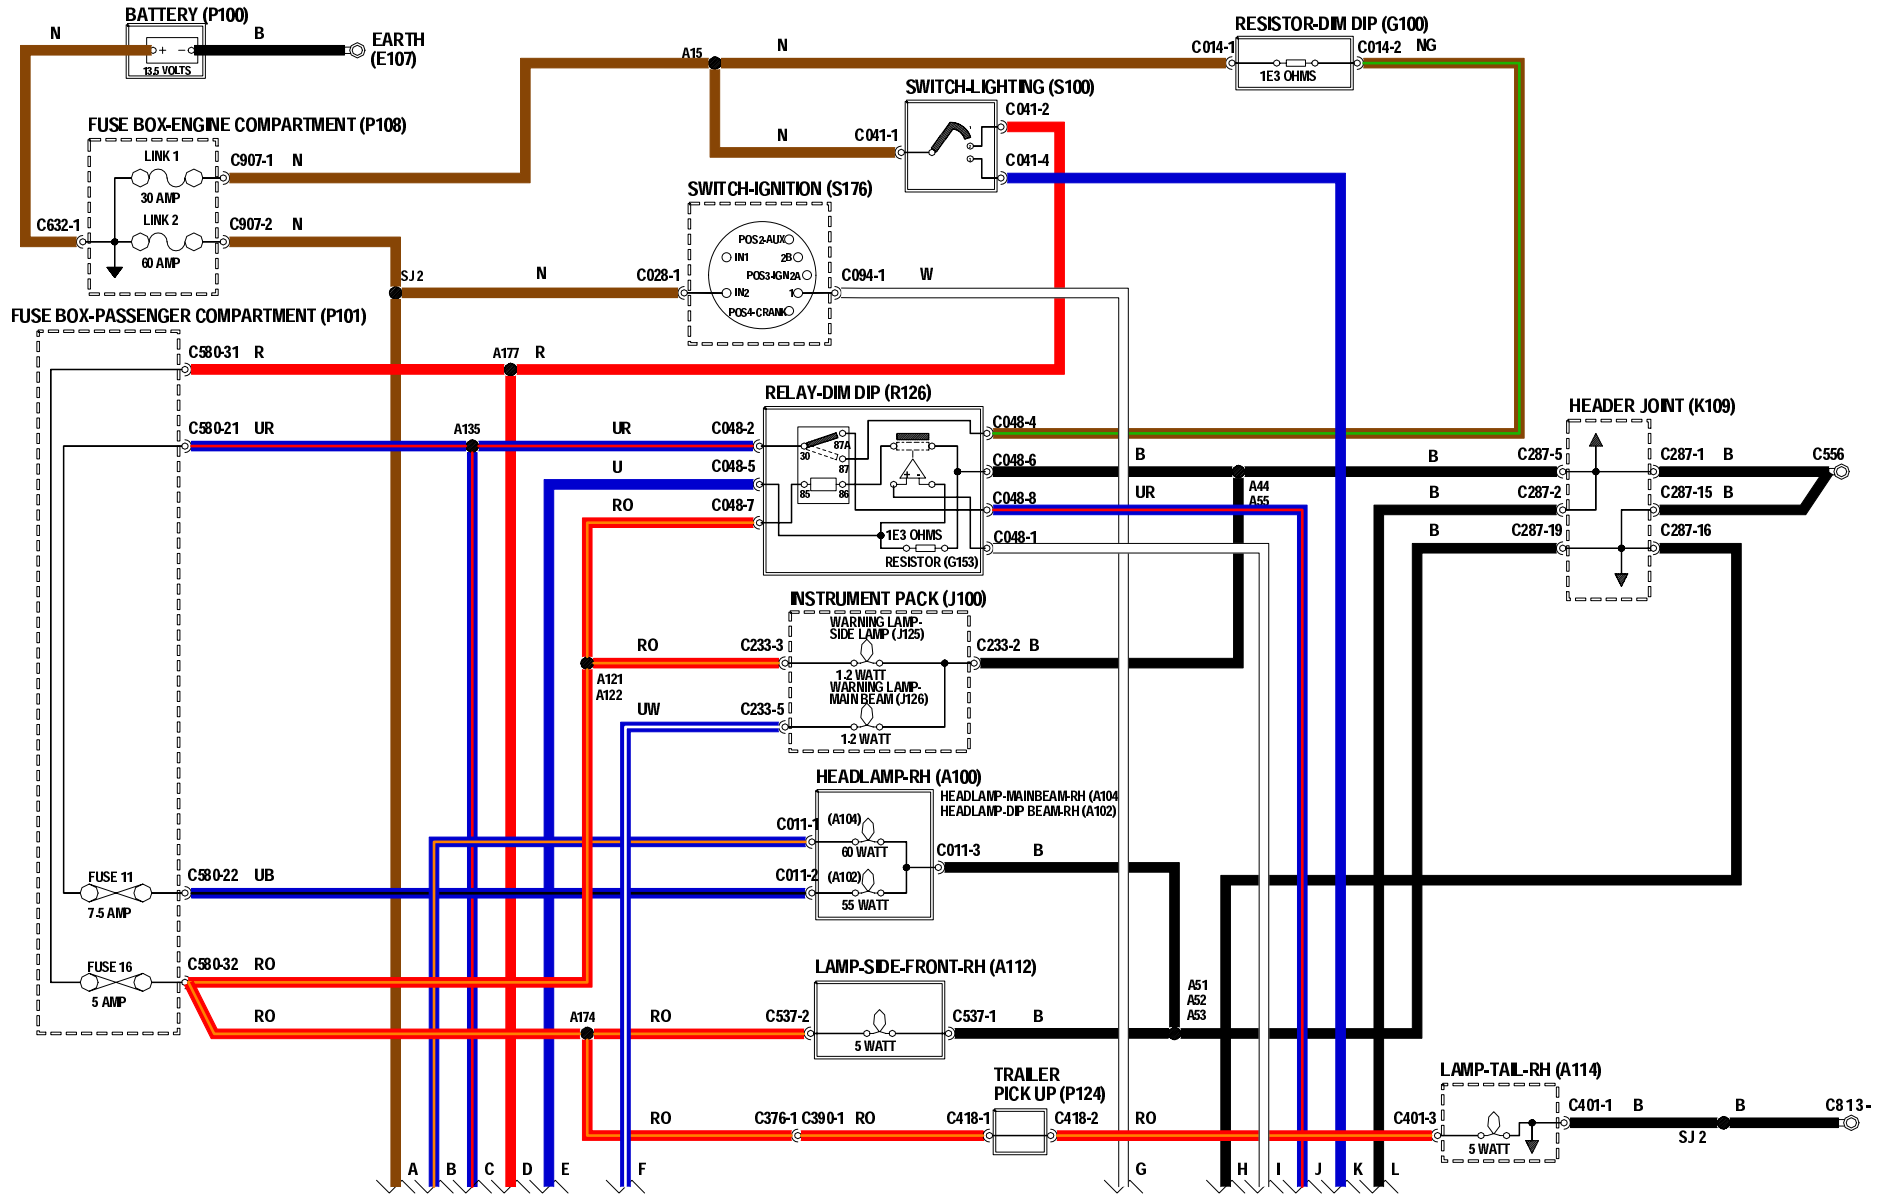 BATTERY (P100)
N
B
+
-
13.5 VOLTS
EARTH
(E107)
RESISTOR-DIM DIP (G100)
A15
N
C014-1
C014-2
NG
1E3 OHMS
SWITCH-LIGHTING (S100)
C041-2
N
C041-1
C041-4
FUSE BOX-ENGINE COMPARTMENT (P108)
LINK 1
C907-1
N
30 AMP
LINK 2
C632-1
C907-2
N
60 AMP
SWITCH-IGNITION (S176)
POS2-AUX
IN1
2B
POS3-IGN
2A
IN2
1
POS4-CRANK
SJ2
N
C028-1
C094-1
W
FUSE BOX-PASSENGER COMPARTMENT (P101)
C580-31
R
A177
R
RELAY-DIM DIP (R126)
C580-21
UR
A135
UR
C048-2
C048-4
87A
30
87
U
C048-5
C048-6
85
86
+
-
RO
C048-7
C048-8
UR
1E3 OHMS
C048-1
RESISTOR (G153)
HEADER JOINT (K109)
B
A44
A55
B
C287-5
C287-1
B
C556
B
C287-2
C287-15
B
B
C287-19
C287-16
INSTRUMENT PACK (J100)
WARNING LAMP-
SIDE LAMP (J125)
RO
C233-3
C233-2
B
1.2 WATT
A121
A122
WARNING LAMP-
MAIN BEAM (J126)
UW
C233-5
1.2 WATT
HEADLAMP-RH (A100)
HEADLAMP-MAINBEAM-RH (A104
HEADLAMP-DIP BEAM-RH (A102)
C011-1
(A104)
60 WATT
C011-3
B
FUSE 11
C580-22
UB
C011-2
(A102)
7.5 AMP
55 WATT
FUSE 16
C580-32
RO
5 AMP
RO
LAMP-SIDE-FRONT-RH (A112)
A174
RO
C537-2
5 WATT
C537-1
B
A51
A52
A53
TRAILER
PICK UP (P124)
LAMP-TAIL-RH (A114)
RO
C376-1
C390-1
RO
C418-1
C418-2
RO
C401-3
5 WATT
C401-1
B
B
C813-
SJ2
A
B
C
D
E
F
G
H
I
J
K
L